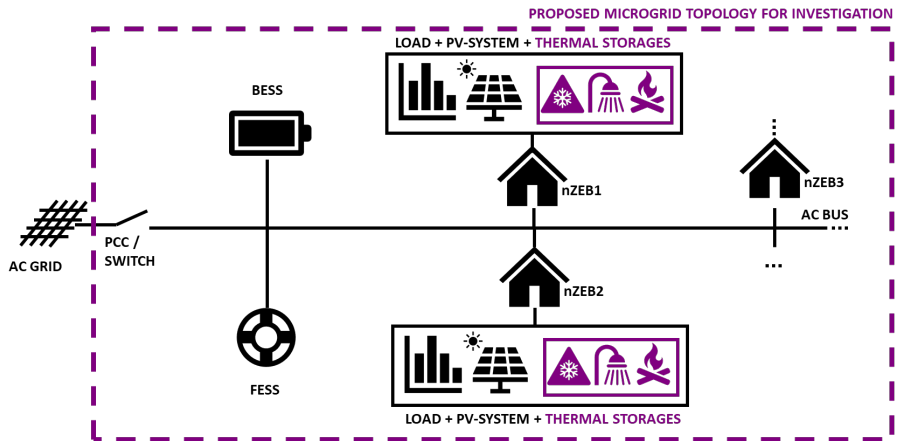 PROPOSED MICROGRID TOPOLOGY FOR INVESTIGATION
LOAD + PV-SYSTEM + THERMAL STORAGES
BESS
nZEB1
nZEB3
AC BUS
...
PCC /
SWITCH
AC GRID
...
nZEB2
FESS
LOAD + PV-SYSTEM + THERMAL STORAGES